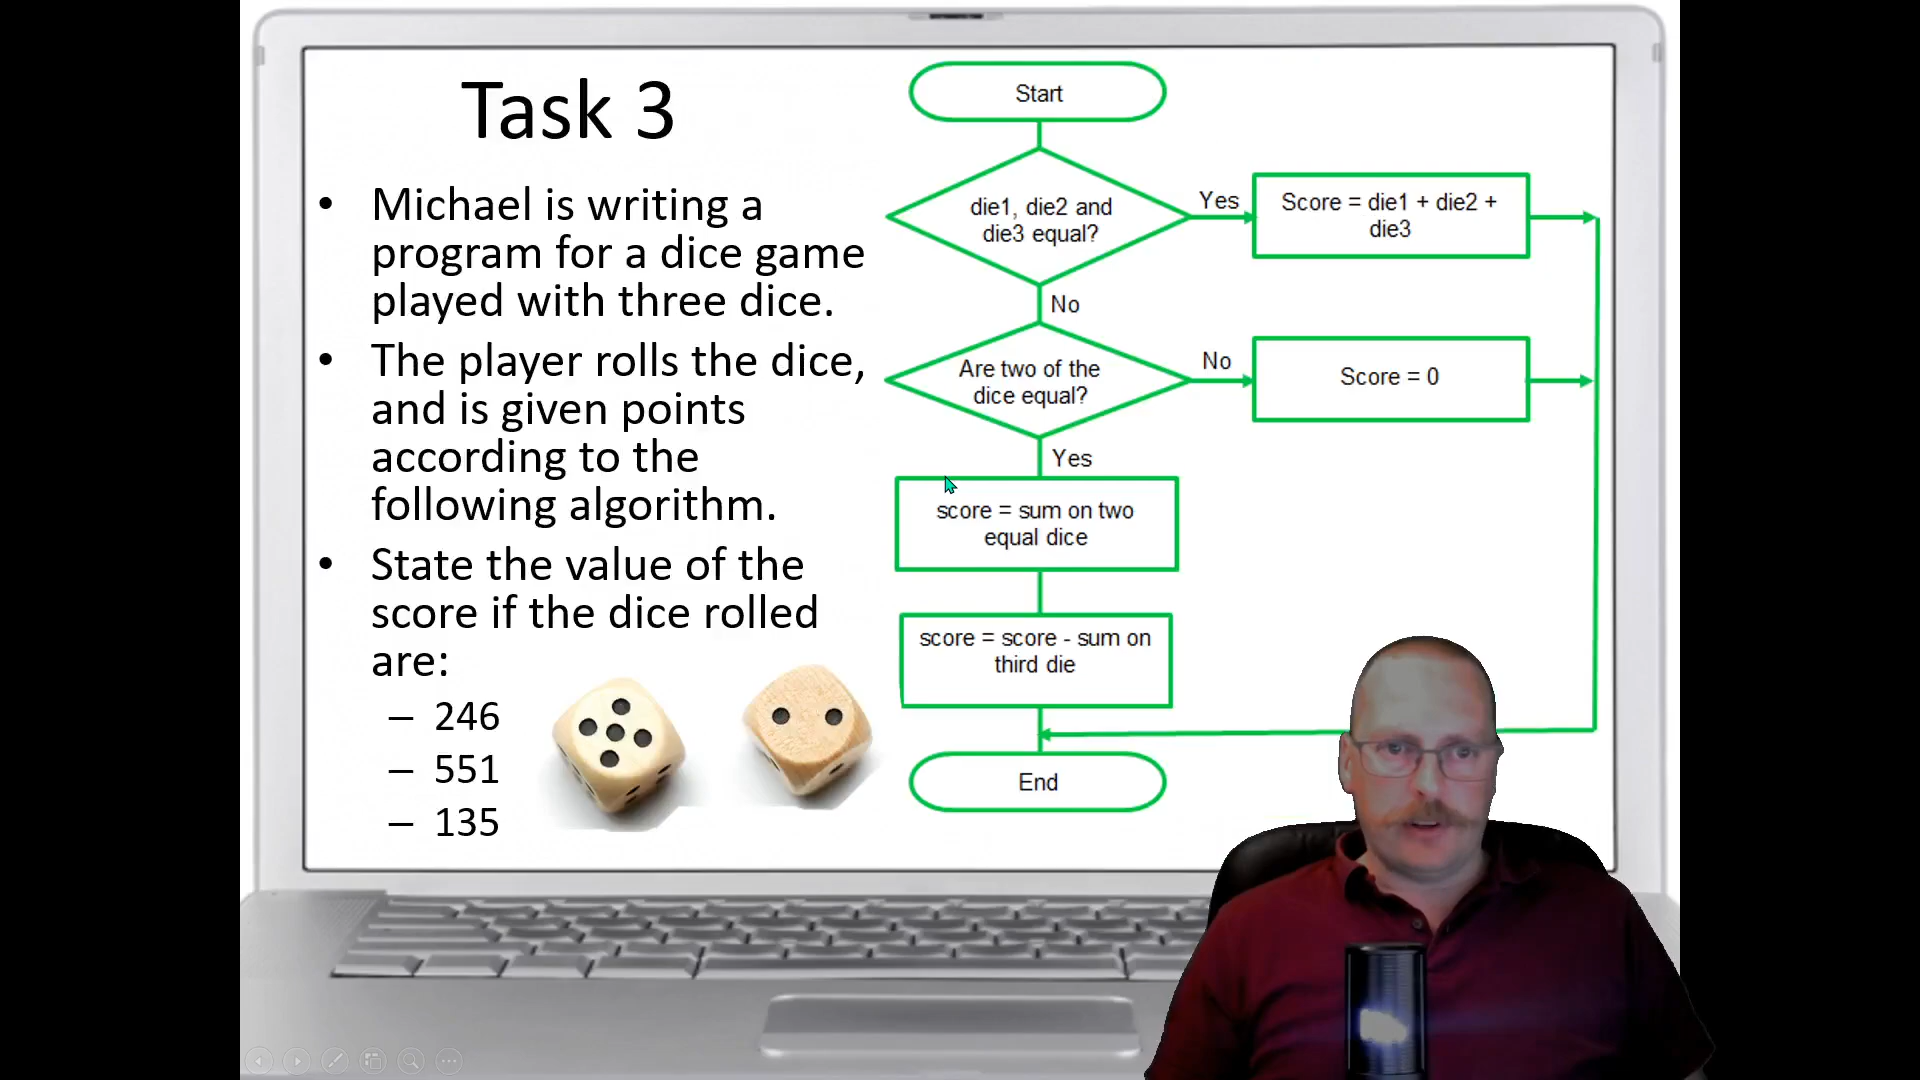 Task 3
• Michael is writing a
program for a dice game
played with three dice.
• The player rolls the dice,
and is given points
according to the
following algorithm.
• State the value of the
score if the dice rolled
are:
– 246
– 551
– 135
Start
die1, die2 and
die3 equal?
Yes
Score = die1 + die2 +
die3
No
Are two of the
dice equal?
No
Score = 0
Yes
score = sum on two
equal dice
score = score - sum on
third die
End